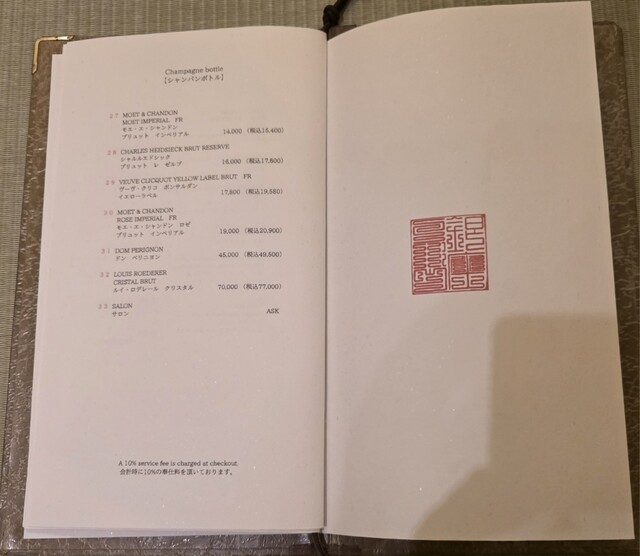 Champagne bottle
【シャンパンボトル】
27 MOET & CHANDON
MOET IMPERIAL FR
モエ・エ・シャンドン
ブリュット インペリアル 14,000 (税込15,400)
28 CHARLES HEIDSIECK BRUT RESERVE
シャルルエドシック
ブリュット レ ゼルブ 16,000 (税込17,600)
29 VEUVE CLICQUOT YELLOW LABEL BRUT FR
ヴーヴ・クリコ ポンサルダン
イエローラベル 17,800 (税込19,580)
30 MOET & CHANDON
ROSE IMPERIAL FR
モエ・エ・シャンドン ロゼ
ブリュット インペリアル 19,000 (税込20,900)
31 DOM PERIGNON
ドン ペリニヨン 45,000 (税込49,500)
32 LOUIS ROEDERER
CRISTAL BRUT
ルイ・ロデレール クリスタル 70,000 (税込77,000)
33 SALON
サロン ASK
A 10% service fee is charged at checkout.
会計時に10%の奉仕料を頂いております。